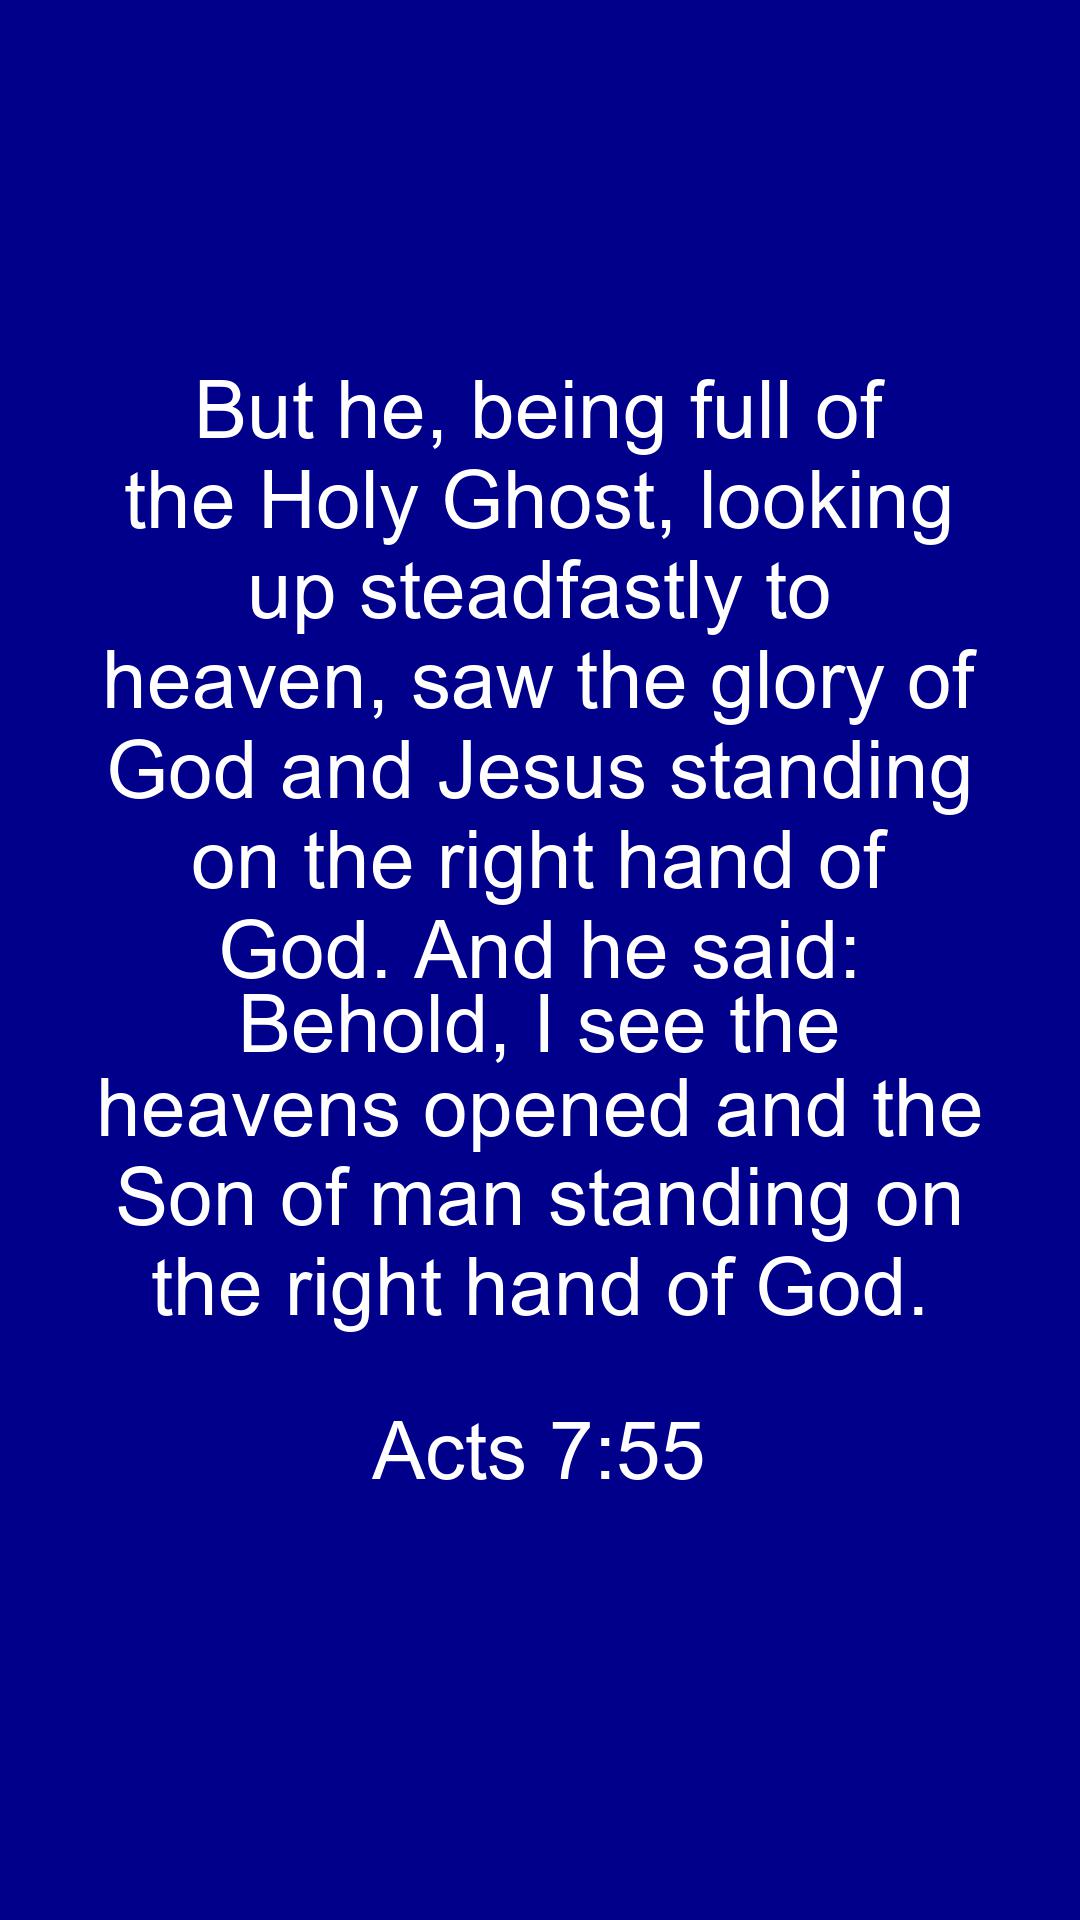 But he, being full of
the Holy Ghost, looking
up steadfastly to
heaven, saw the glory of
God and Jesus standing
on the right hand of
God. And he said:
Behold, I see the
heavens opened and the
Son of man standing on
the right hand of God.
Acts 7:55